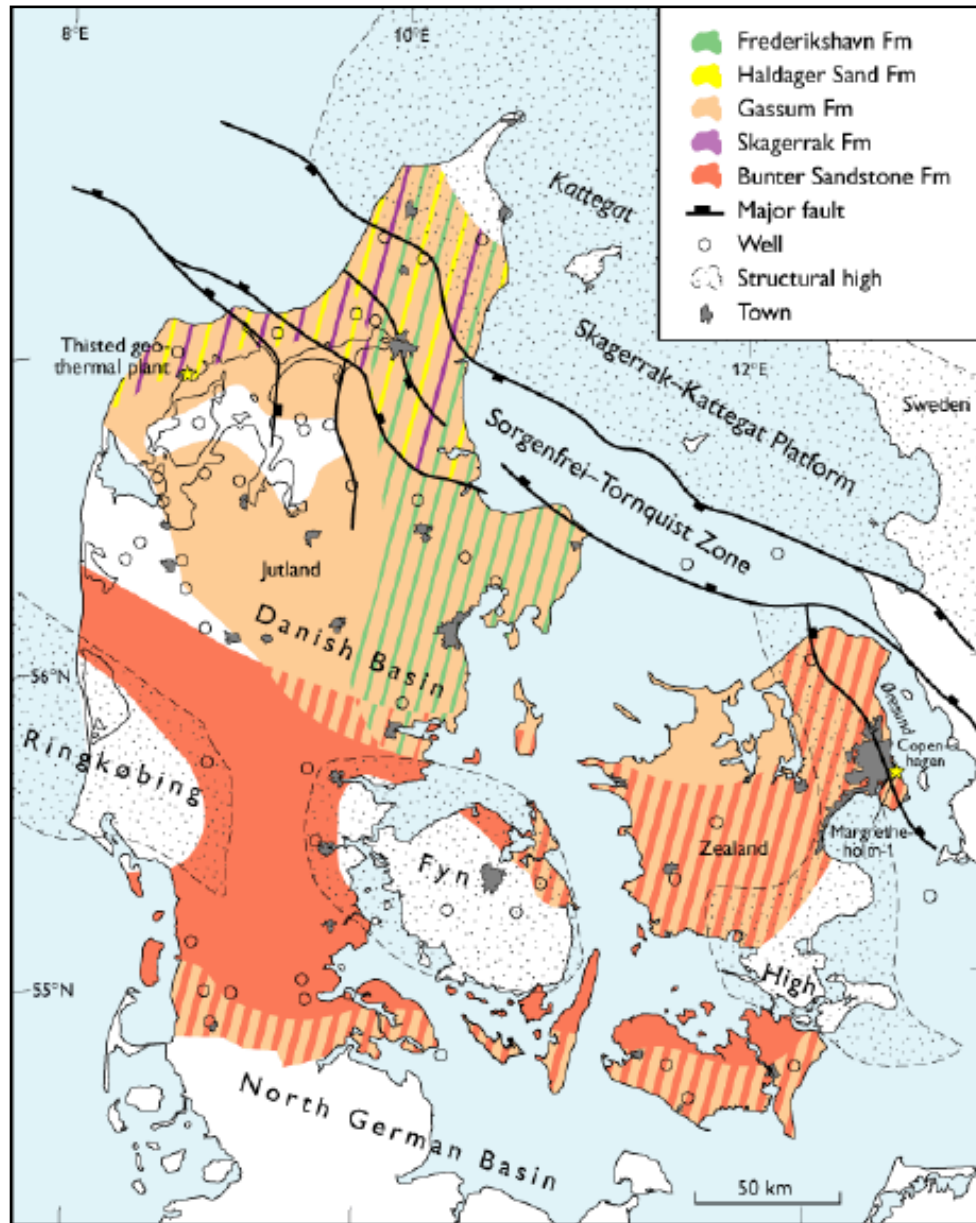 8°E
10°E
Frederikshavn Fm
Haldager Sand Fm
Gassum Fm
Skagerrak Fm
Bunter Sandstone Fm
Major fault
Well
Structural high
Town
Kattegat
Thisted geo-
thermal plant
12°E
Skagerrak–Kattegat Platform
Sweden
Sorgenfrei–Tornquist Zone
Jutland
Danish Basin
56°N
Ringkøbing
Øresund
Copen-
hagen
Margrethe-
holm-1
Zealand
Fyn
High
55°N
North German Basin
50 km